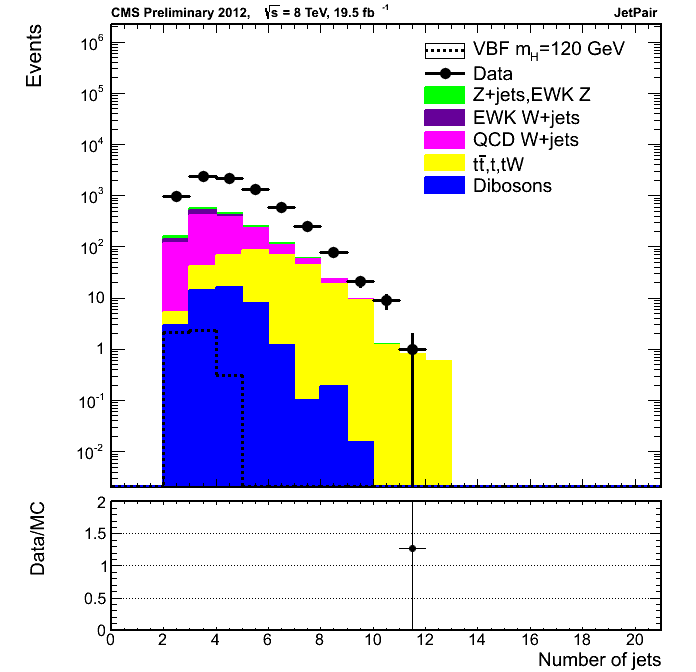 CMS Preliminary 2012, √s = 8 TeV, 19.5 fb⁻¹ JetPair
Events
10⁶
10⁵
10⁴
10³
10²
10
1
10⁻¹
10⁻²
VBF m_H=120 GeV
Data
Z+jets,EWK Z
EWK W+jets
QCD W+jets
tt̄,t,tW
Dibosons
Data/MC
2
1.5
1
0.5
0
0 2 4 6 8 10 12 14 16 18 20
Number of jets